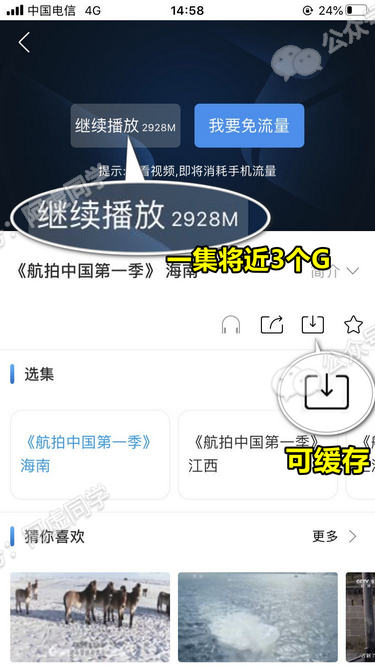 中国电信 4G 14:58 24%
继续播放 2928M 我要免流量
提示: 看视频,即将消耗手机流量
继续播放 2928M
一集将近3个G
《航拍中国第一季》 海南 简介
选集
可缓存
《航拍中国第一季》
海南
《航拍中国第一季》
江西
猜你喜欢 更多
公众号
阿虚同学
CCTV